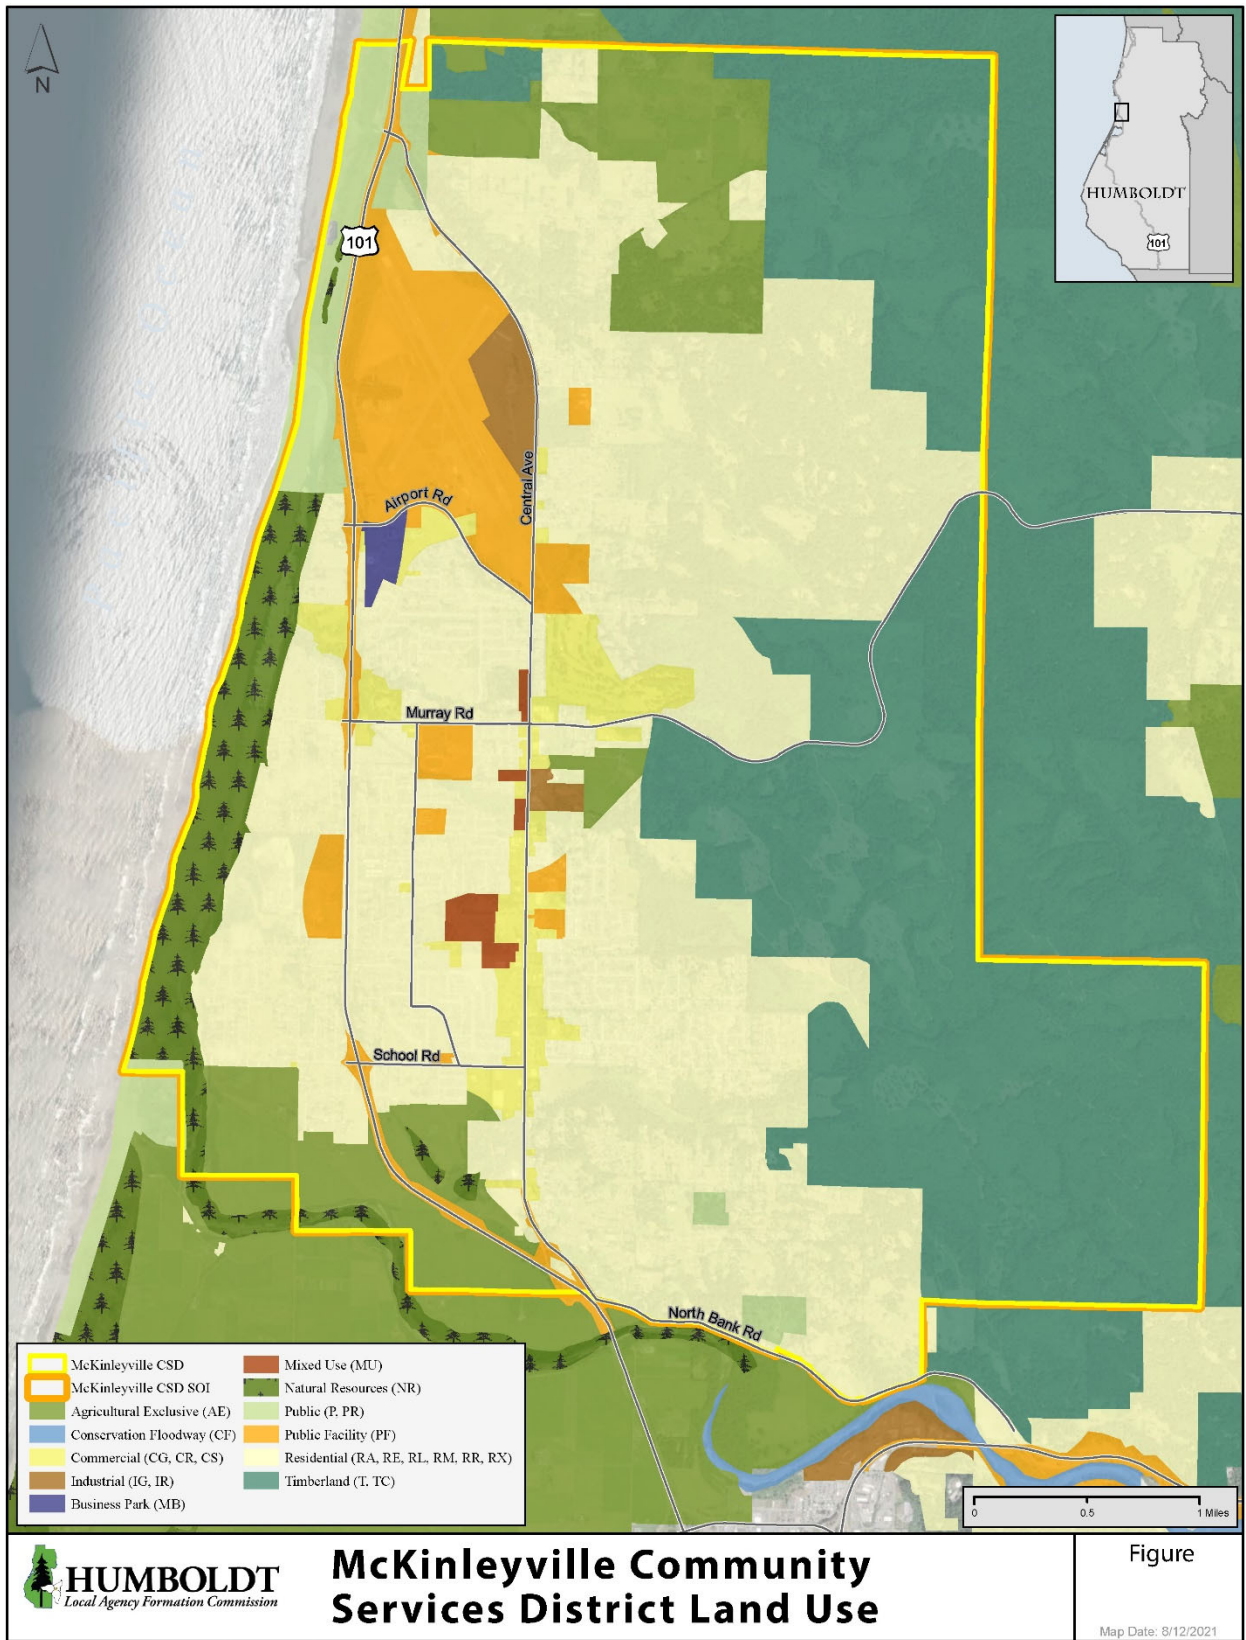 N
HUMBOLDT
101
101
Pacific Ocean
Airport Rd
Central Ave
Murray Rd
School Rd
North Bank Rd
McKinleyville CSD
McKinleyville CSD SOI
Agricultural Exclusive (AE)
Conservation Floodway (CF)
Commercial (CG, CR, CS)
Industrial (IG, IR)
Business Park (MB)
Mixed Use (MU)
Natural Resources (NR)
Public (P, PR)
Public Facility (PF)
Residential (RA, RE, RL, RM, RR, RX)
Timberland (T, TC)
0 0.5 1 Miles
HUMBOLDT
Local Agency Formation Commission
McKinleyville Community
Services District Land Use
Figure
Map Date: 8/12/2021